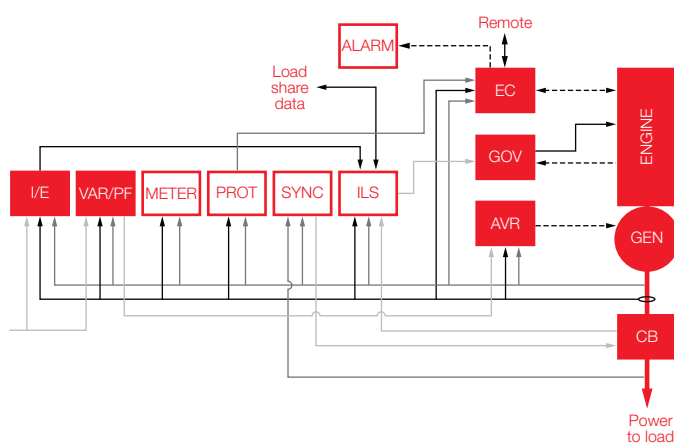 Remote
ALARM
Load
share
data
EC
ENGINE
GOV
I/E
VAR/PF
METER
PROT
SYNC
ILS
AVR
GEN
CB
Power
to load